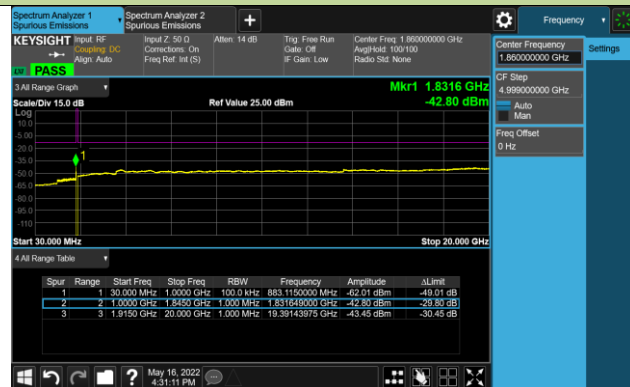 Spectrum Analyzer 1
Spurious Emissions
Spectrum Analyzer 2
Spurious Emissions
+
Frequency
KEYSIGHT
Input: RF
Coupling: DC
Align: Auto
Input Z: 50 Ω
Corrections: On
Freq Ref: Int (S)
Atten: 14 dB
Trig: Free Run
Gate: Off
IF Gain: Low
Center Freq: 1.860000000 GHz
Avg|Hold: 100/100
Radio Std: None
PASS
Center Frequency
1.860000000 GHz
Settings
CF Step
4.999000000 GHz
Auto
Man
Freq Offset
0 Hz
3 All Range Graph
Mkr1 1.8316 GHz
Scale/Div 15.0 dB
Ref Value 25.00 dBm
-42.80 dBm
Log
10.0
-5.00
-20.0
-35.0
-50.0
-65.0
-80.0
-95.0
-110
1
Start 30.000 MHz
Stop 20.000 GHz
4 All Range Table
Spur Range Start Freq Stop Freq RBW Frequency Amplitude ΔLimit
1 1 30.000 MHz 1.0000 GHz 100.0 kHz 883.1150000 MHz -62.01 dBm -49.01 dB
2 2 1.0000 GHz 1.8450 GHz 1.000 MHz 1.831649000 GHz -42.80 dBm -29.80 dB
3 3 1.9150 GHz 20.000 GHz 1.000 MHz 19.39143975 GHz -43.45 dBm -30.45 dB
?
May 16, 2022
4:31:11 PM